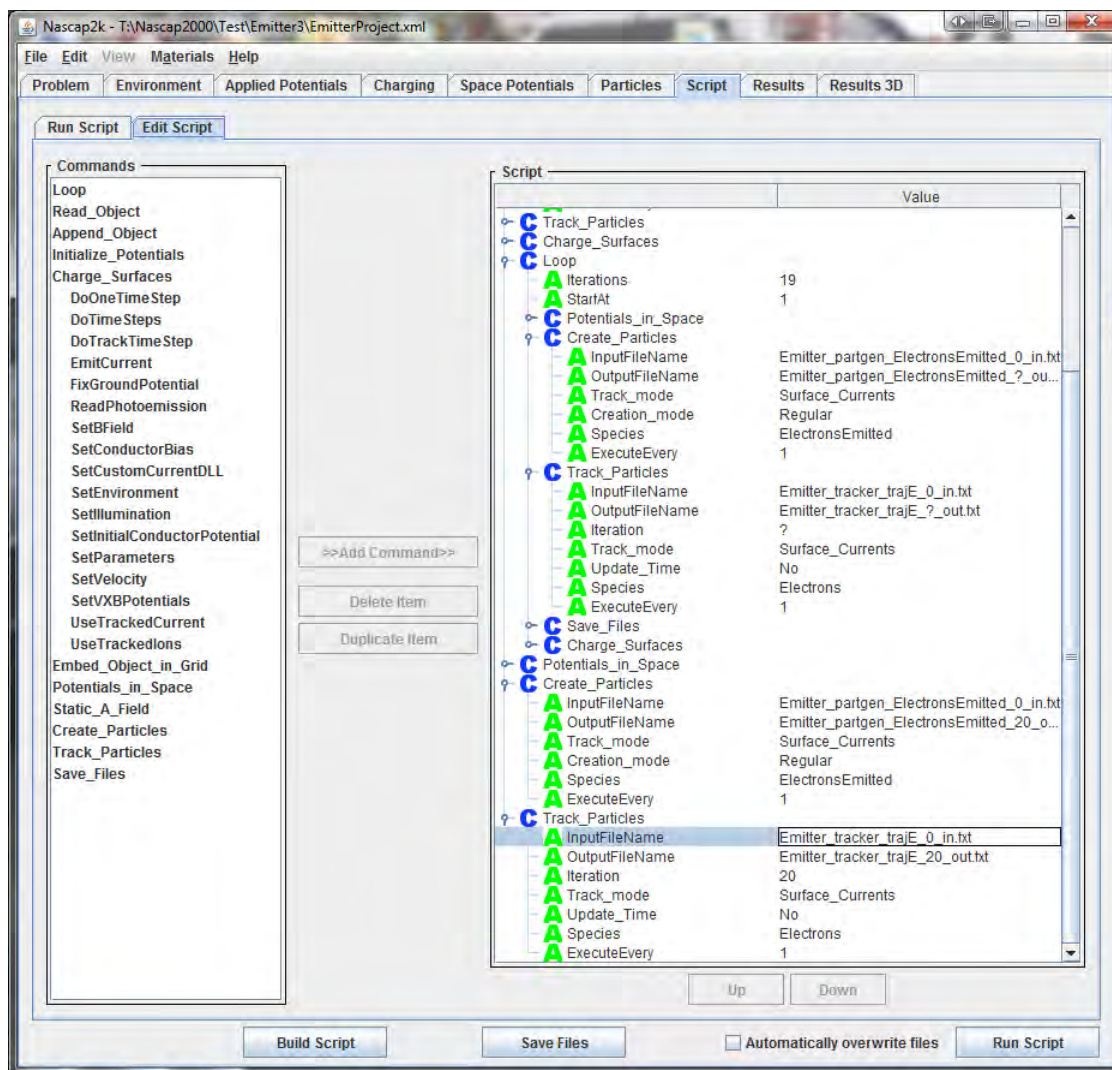 Nascap2k - T:\Nascap2000\Test\Emitter3\EmitterProject.xml
File Edit View Materials Help
Problem Environment Applied Potentials Charging Space Potentials Particles Script Results Results 3D
Run Script Edit Script
Commands
Loop
Read_Object
Append_Object
Initialize_Potentials
Charge_Surfaces
DoOneTimeStep
DoTimeSteps
DoTrackTimeStep
EmitCurrent
FixGroundPotential
ReadPhotoemission
SetBField
SetConductorBias
SetCustomCurrentDLL
SetEnvironment
SetIllumination
SetInitialConductorPotential
SetParameters
SetVelocity
SetVXBPotentials
UseTrackedCurrent
UseTrackedIons
Embed_Object_in_Grid
Potentials_in_Space
Static_A_Field
Create_Particles
Track_Particles
Save_Files
>>Add Command>>
Delete Item
Duplicate Item
Script
Value
C Track_Particles
C Charge_Surfaces
C Loop
A Iterations 19
A StartAt 1
C Potentials_in_Space
C Create_Particles
A InputFileName Emitter_partgen_ElectronsEmitted_0_in.txt
A OutputFileName Emitter_partgen_ElectronsEmitted_?_ou...
A Track_mode Surface_Currents
A Creation_mode Regular
A Species ElectronsEmitted
A ExecuteEvery 1
C Track_Particles
A InputFileName Emitter_tracker_trajE_0_in.txt
A OutputFileName Emitter_tracker_trajE_?_out.txt
A Iteration ?
A Track_mode Surface_Currents
A Update_Time No
A Species Electrons
A ExecuteEvery 1
C Save_Files
C Charge_Surfaces
C Potentials_in_Space
C Create_Particles
A InputFileName Emitter_partgen_ElectronsEmitted_0_in.txt
A OutputFileName Emitter_partgen_ElectronsEmitted_20_o...
A Track_mode Surface_Currents
A Creation_mode Regular
A Species ElectronsEmitted
A ExecuteEvery 1
C Track_Particles
A InputFileName Emitter_tracker_trajE_0_in.txt
A OutputFileName Emitter_tracker_trajE_20_out.txt
A Iteration 20
A Track_mode Surface_Currents
A Update_Time No
A Species Electrons
A ExecuteEvery 1
Up Down
Build Script Save Files Automatically overwrite files Run Script